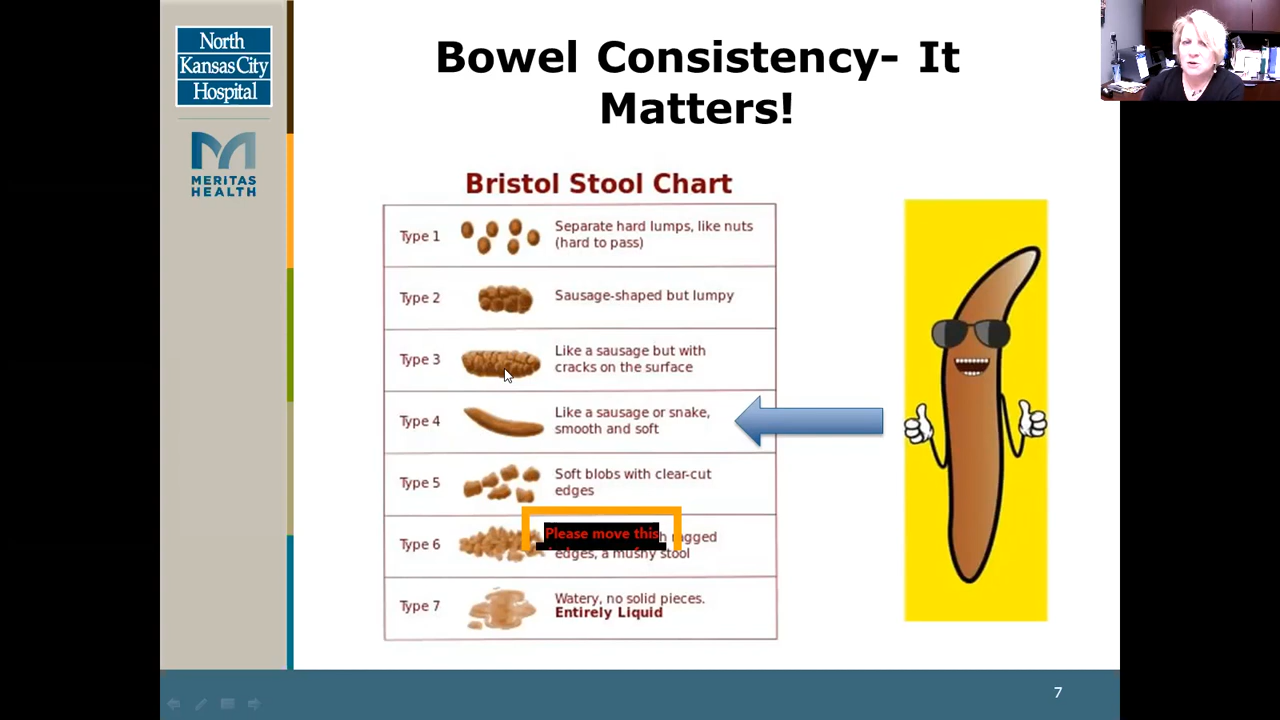 North
Kansas City
Hospital
MERITAS
HEALTH
Bowel Consistency- It
Matters!
Bristol Stool Chart
Type 1
Separate hard lumps, like nuts
(hard to pass)
Type 2
Sausage-shaped but lumpy
Type 3
Like a sausage but with
cracks on the surface
Type 4
Like a sausage or snake,
smooth and soft
Type 5
Soft blobs with clear-cut
edges
Please move this
Type 6
ragged
edges, a mushy stool
Type 7
Watery, no solid pieces.
Entirely Liquid
7